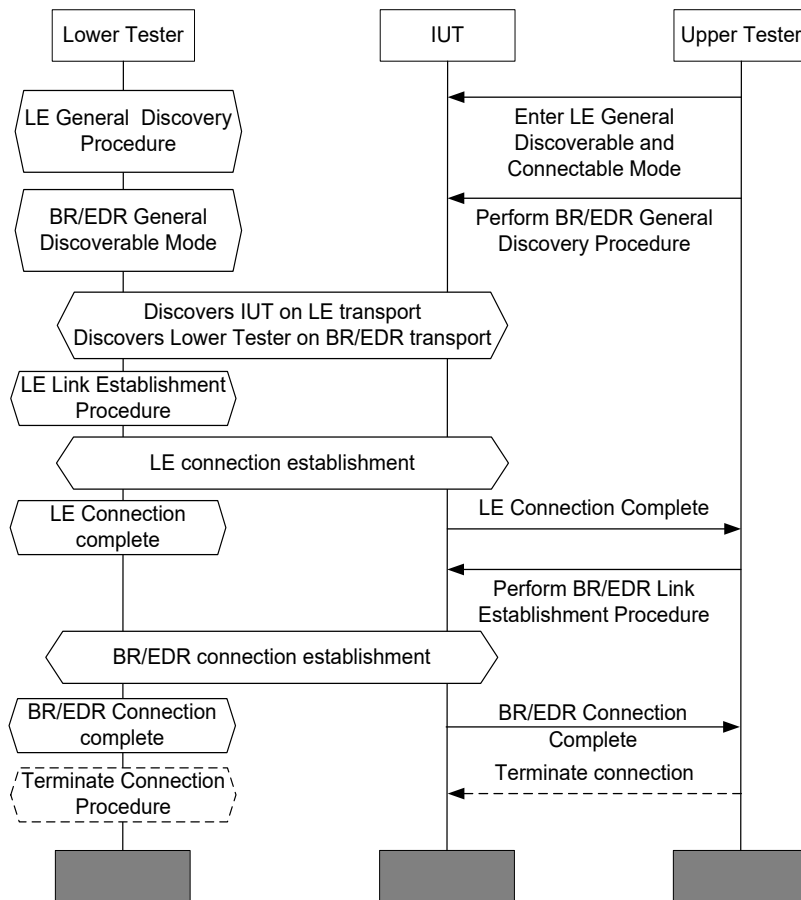 Lower Tester
IUT
Upper Tester
LE General  Discovery
Procedure
Enter LE General
Discoverable and
Connectable Mode
BR/EDR General
Discoverable Mode
Perform BR/EDR General
Discovery Procedure
Discovers IUT on LE transport
Discovers Lower Tester on BR/EDR transport
LE Link Establishment
Procedure
LE connection establishment
LE Connection
complete
LE Connection Complete
Perform BR/EDR Link
Establishment Procedure
BR/EDR connection establishment
BR/EDR Connection
complete
BR/EDR Connection
Complete
Terminate Connection
Procedure
Terminate connection